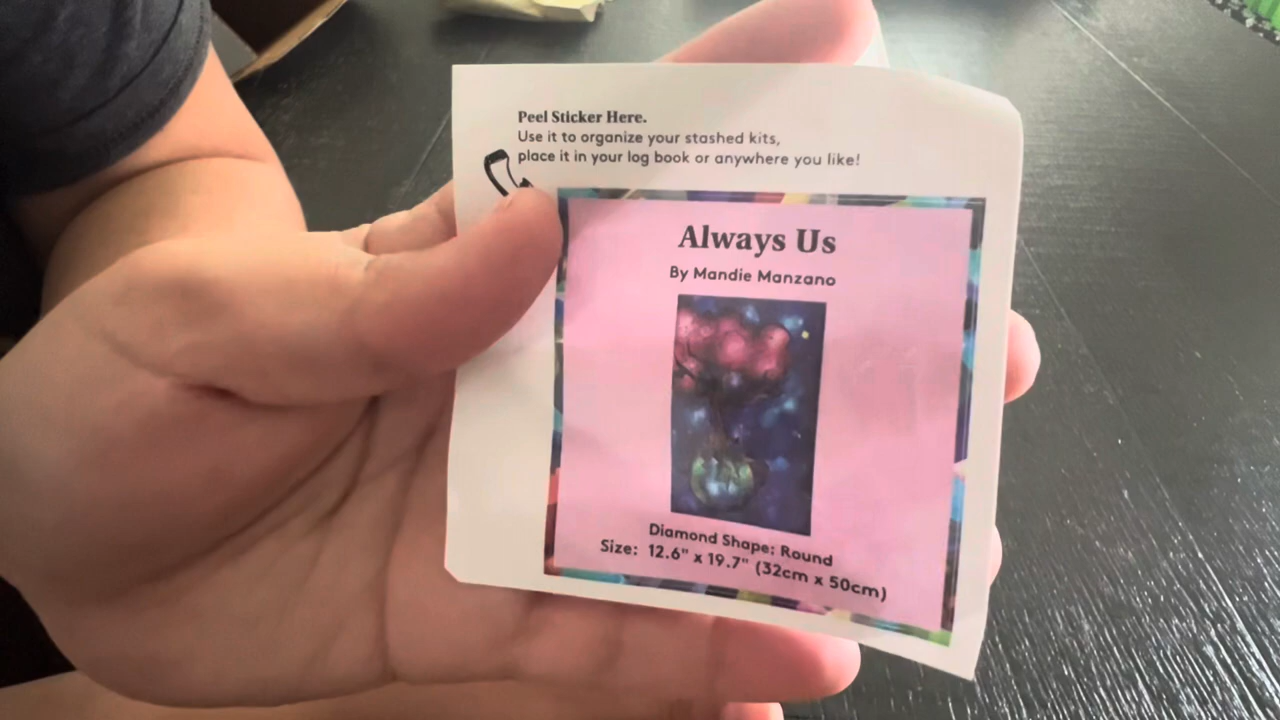 Peel Sticker Here.
Use it to organize your stashed kits,
place it in your log book or anywhere you like!
Always Us
By Mandie Manzano
Diamond Shape: Round
Size: 12.6" x 19.7" (32cm x 50cm)